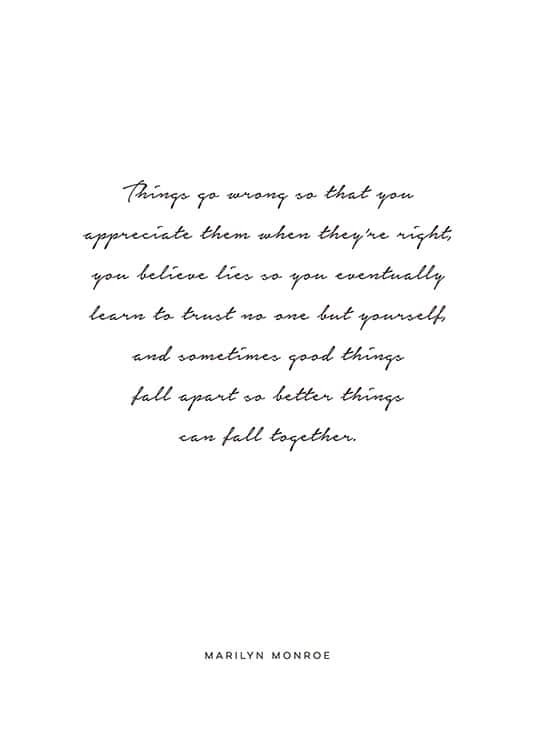 Things go wrong so that you
appreciate them when they're right,
you believe lies so you eventually
learn to trust no one but yourself,
and sometimes good things
fall apart so better things
can fall together.
MARILYN MONROE